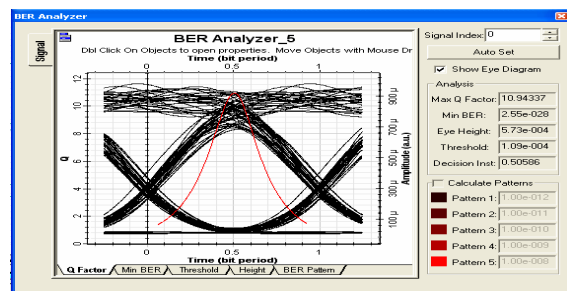 BER Analyzer
Signal
BER Analyzer_5
Dbl Click On Objects to open properties. Move Objects with Mouse Dr
Time (bit period)
0 0.5 1
Q
0 2 4 6 8 10 12
Amplitude (a.u.)
100 µ 300 µ 500 µ 700 µ 900 µ
0 0.5 1
Time (bit period)
Q Factor Min BER Threshold Height BER Pattern
Signal Index: 0
Auto Set
Show Eye Diagram
Analysis
Max Q Factor: 10.94337
Min BER: 2.55e-028
Eye Height: 5.73e-004
Threshold: 1.09e-004
Decision Inst: 0.50586
Calculate Patterns
Pattern 1: 1.00e-012
Pattern 2: 1.00e-011
Pattern 3: 1.00e-010
Pattern 4: 1.00e-009
Pattern 5: 1.00e-008